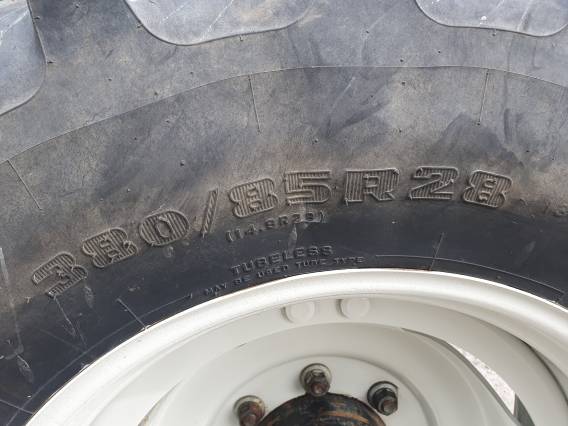 380/85R28
(14.9R28)
TUBELESS
MAY BE USED TUBE TYPE